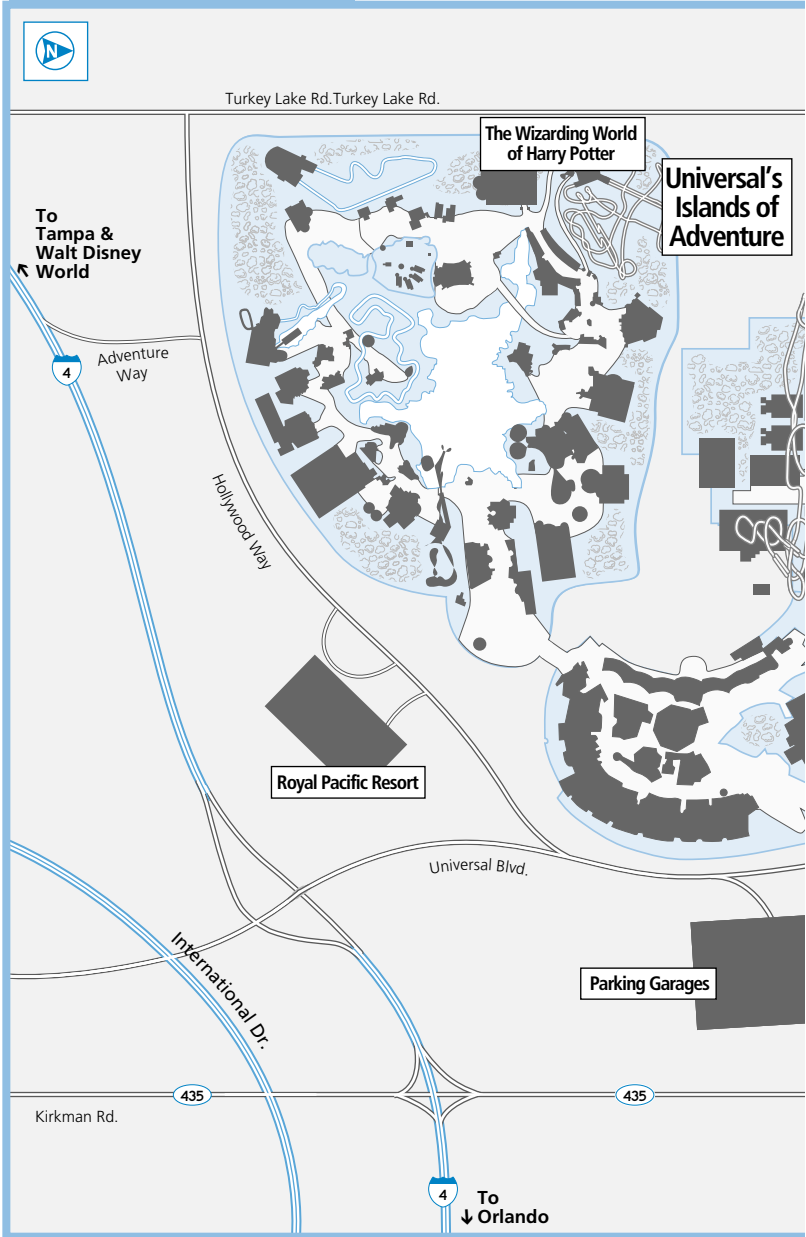 N
Turkey Lake Rd.Turkey Lake Rd.
The Wizarding World
of Harry Potter
Universal's
Islands of
Adventure
To
Tampa &
Walt Disney
World
Adventure
Way
4
Hollywood Way
Royal Pacific Resort
Universal Blvd.
International Dr.
Parking Garages
435
435
Kirkman Rd.
4
To
Orlando